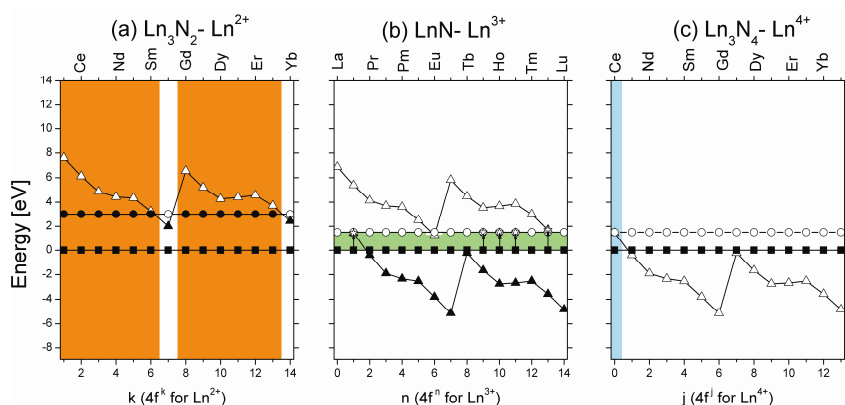 (a) Ln₃N₂- Ln²⁺
(b) LnN- Ln³⁺
(c) Ln₃N₄- Ln⁴⁺
Ce Nd Sm Gd Dy Er Yb
La Pr Pm Eu Tb Ho Tm Lu
Ce Nd Sm Gd Dy Er Yb
Energy [eV]
14
12
10
8
6
4
2
0
-2
-4
-6
-8
2 4 6 8 10 12 14
0 2 4 6 8 10 12 14
0 2 4 6 8 10 12
k (4fᵏ for Ln²⁺)
n (4fⁿ for Ln³⁺)
j (4fʲ for Ln⁴⁺)